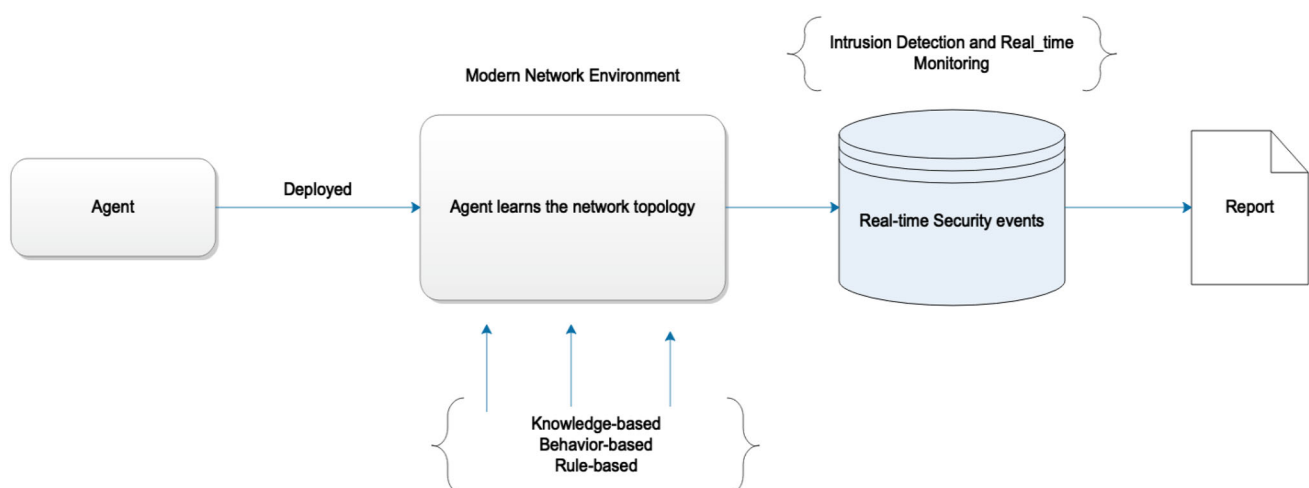 Intrusion Detection and Real_time
Monitoring
Modern Network Environment
Agent
Deployed
Agent learns the network topology
Real-time Security events
Report
Knowledge-based
Behavior-based
Rule-based